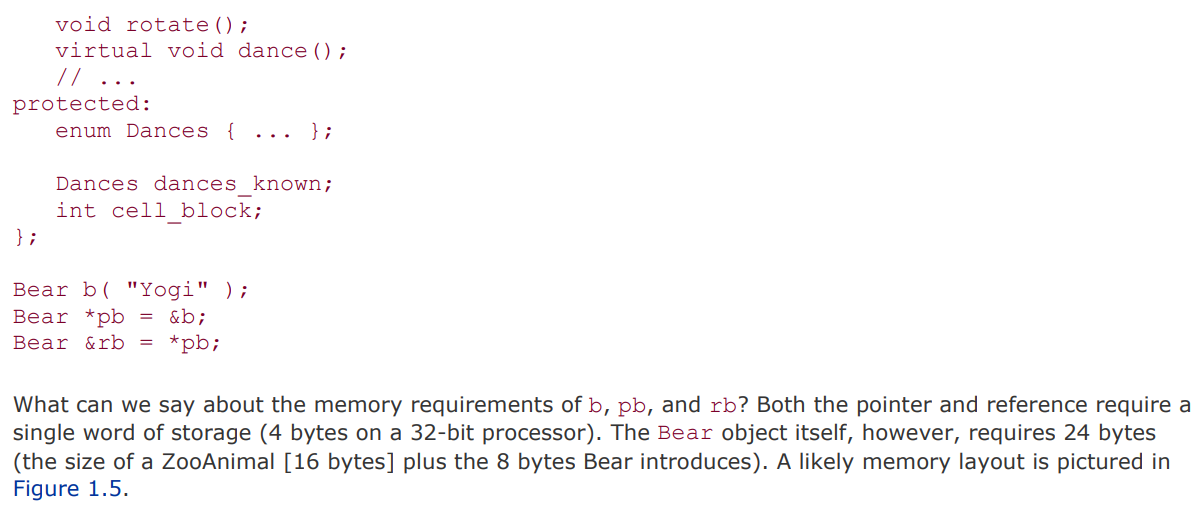 void rotate();
virtual void dance();
// ...
protected:
enum Dances { ... };
Dances dances_known;
int cell_block;
};
Bear b( "Yogi" );
Bear *pb = &b;
Bear &rb = *pb;
What can we say about the memory requirements of b, pb, and rb? Both the pointer and reference require a
single word of storage (4 bytes on a 32-bit processor). The Bear object itself, however, requires 24 bytes
(the size of a ZooAnimal [16 bytes] plus the 8 bytes Bear introduces). A likely memory layout is pictured in
Figure 1.5.